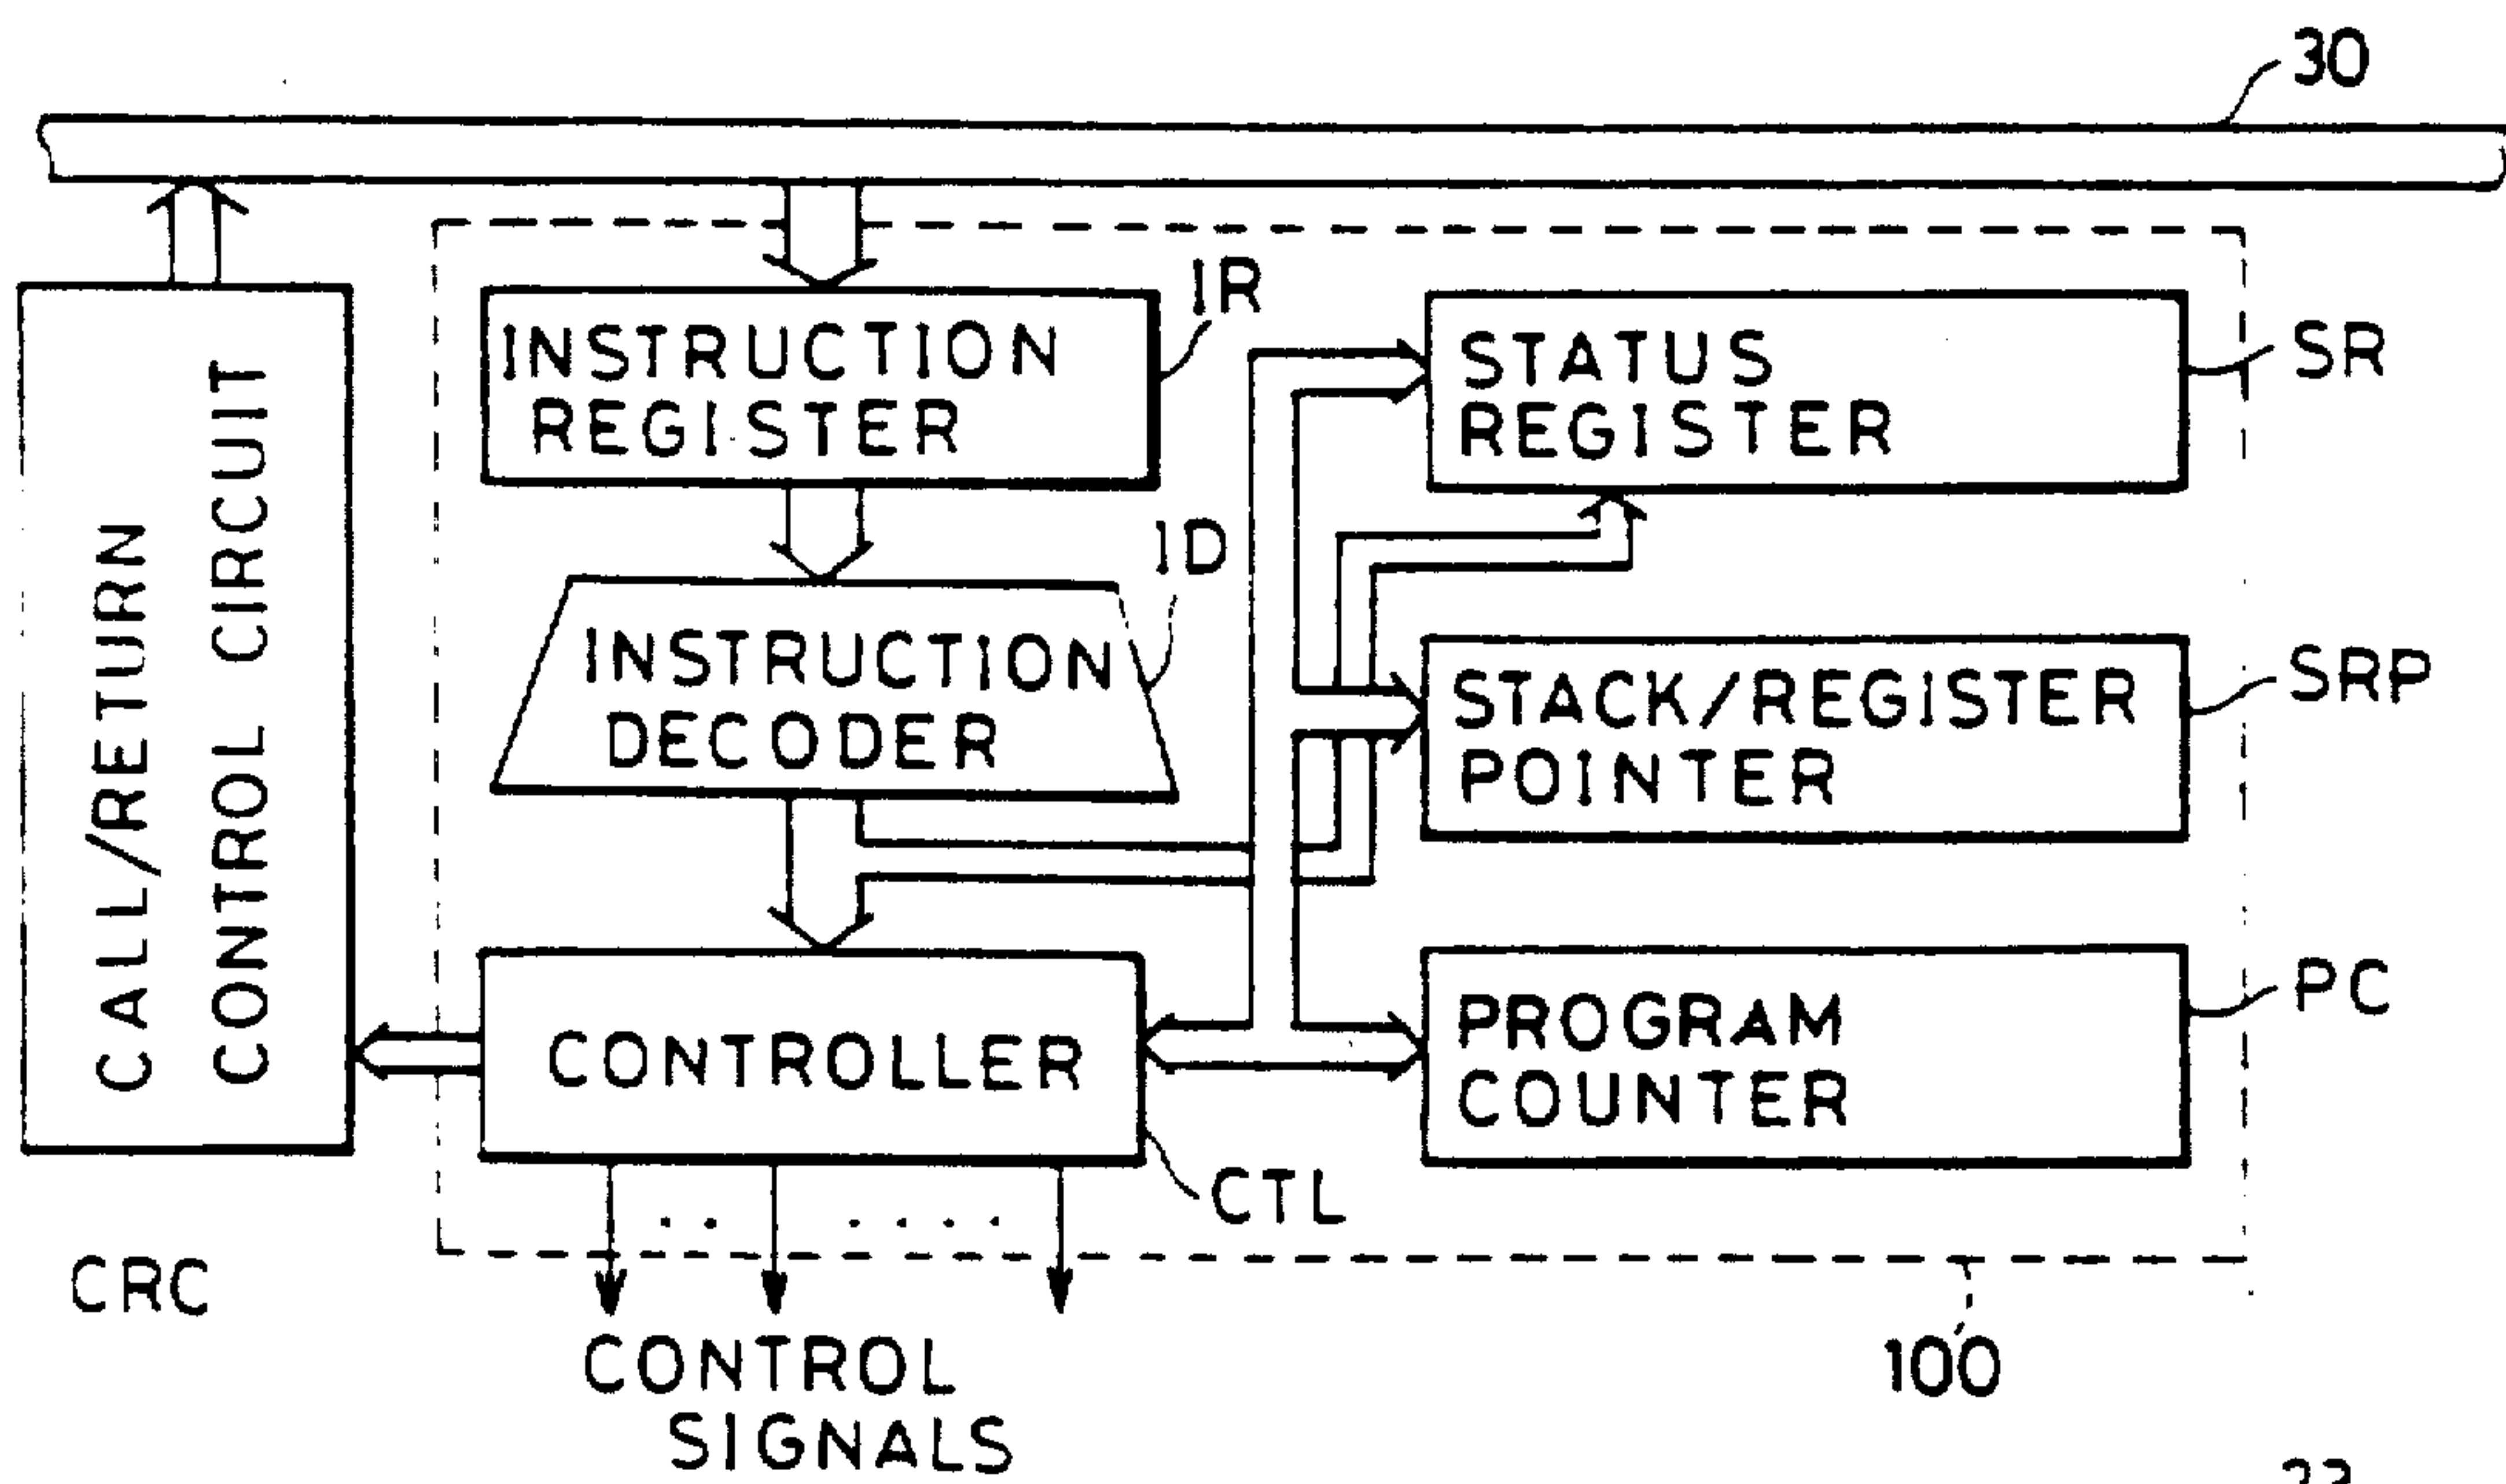 30
INSTRUCTION
REGISTER
IR
STATUS
REGISTER
SR
CALL/RETURN
CONTROL CIRCUIT
INSTRUCTION
DECODER
ID
STACK/REGISTER
POINTER
SRP
CONTROLLER
CTL
PROGRAM
COUNTER
PC
CRC
CONTROL
SIGNALS
100